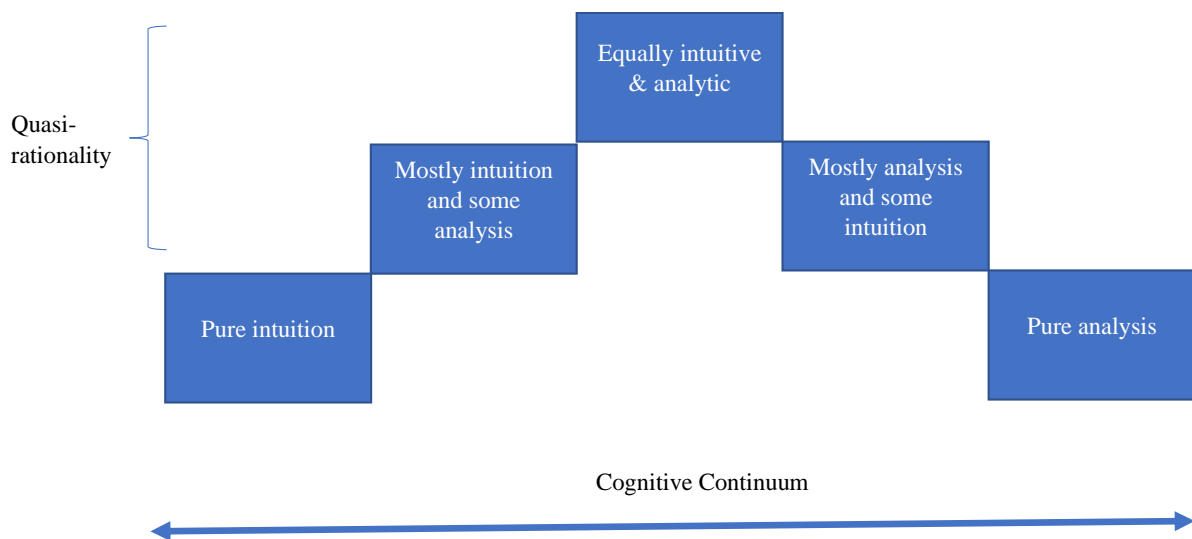 Equally intuitive
& analytic
Quasi-
rationality
Mostly intuition
and some
analysis
Mostly analysis
and some
intuition
Pure intuition
Pure analysis
Cognitive Continuum